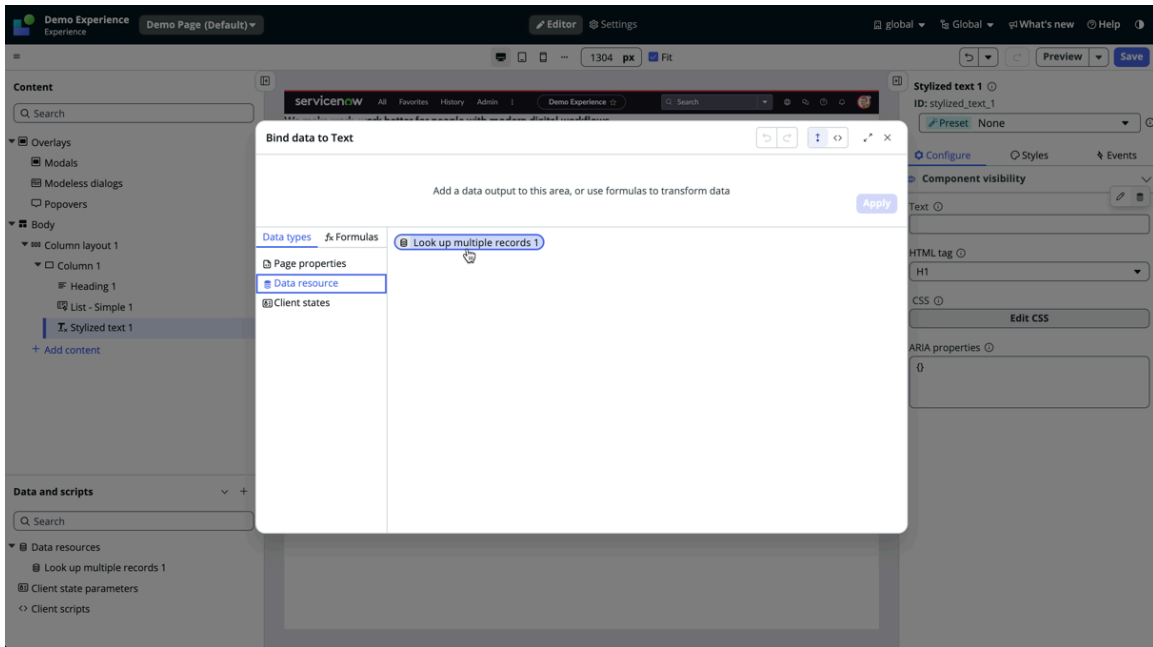 Demo Experience
Experience
Demo Page (Default)
Editor
Settings
global
Global
What's new
Help
1304 px
Fit
Preview
Save
Content
Search
Overlays
Modals
Modeless dialogs
Popovers
Body
Column layout 1
Column 1
Heading 1
List - Simple 1
Stylized text 1
+ Add content
Data and scripts
Search
Data resources
Look up multiple records 1
Client state parameters
Client scripts
servicenow All Favorites History Admin Demo Experience Search
Bind data to Text
Add a data output to this area, or use formulas to transform data
Apply
Data types
fx Formulas
Page properties
Data resource
Client states
Look up multiple records 1
Stylized text 1
ID: stylized_text_1
Preset None
Configure
Styles
Events
Component visibility
Text
HTML tag
H1
CSS
Edit CSS
ARIA properties
{}